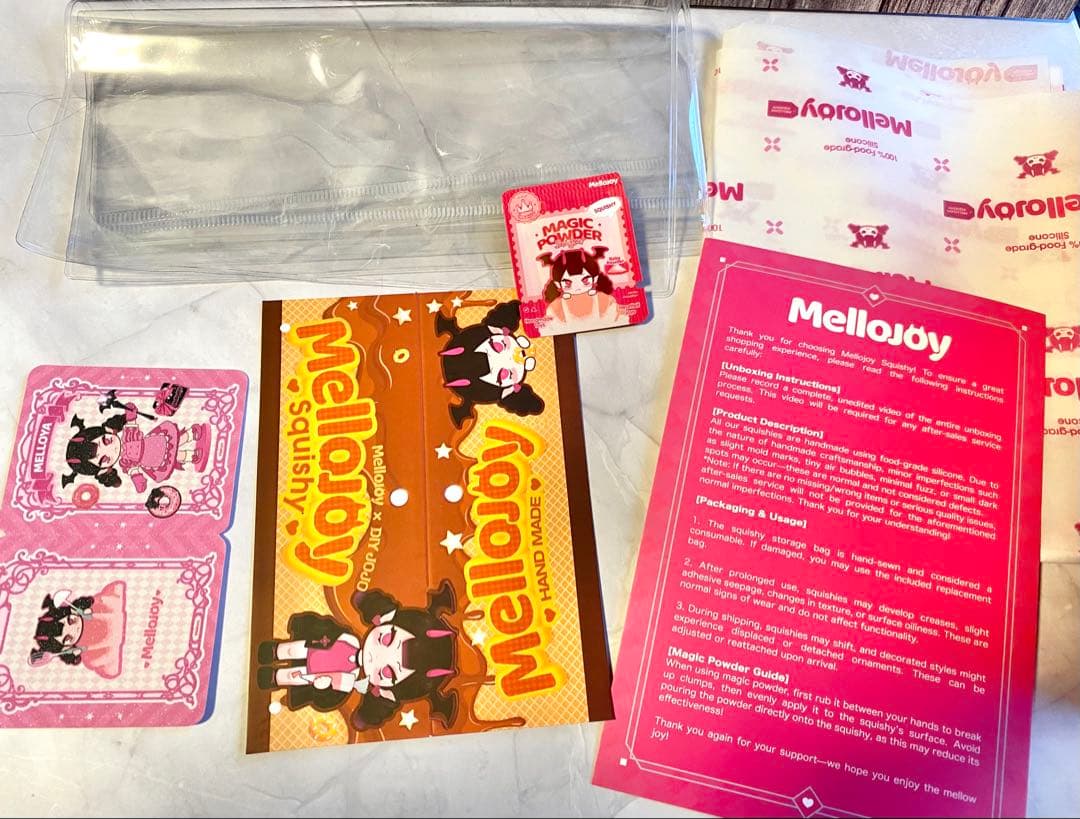 MelloJoy
100% Food-grade
Silicone
MelloJoy
MelloJoy
Silicone
MelloJoy
SQUISHY
MAGIC
POWDER
MELLOYA
MelloJoy
MelloJoy
Squishy
MelloJoy x DIY JOJO
MelloJoy
HAND MADE
MelloJoy
Thank you for choosing Mellojoy Squishy! To ensure a great
shopping experience, please read the following instructions
carefully:
[Unboxing Instructions]
Please record a complete, unedited video of the entire unboxing
process. This video will be required for any after-sales service
requests.
[Product Description]
All our squishies are handmade using food-grade silicone. Due to
the nature of handmade craftsmanship, minor imperfections such
as slight mold marks, tiny air bubbles, minimal fuzz, or small dark
spots may occur—these are normal and not considered defects.
*Note: If there are no missing/wrong items or serious quality issues,
after-sales service will not be provided for the aforementioned
normal imperfections. Thank you for your understanding!
[Packaging & Usage]
1. The squishy storage bag is hand-sewn and considered a
consumable. If damaged, you may use the included replacement
bag.
2. After prolonged use, squishies may develop creases, slight
adhesive seepage, changes in texture, or surface oiliness. These are
normal signs of wear and do not affect functionality.
3. During shipping, squishies may shift, and decorated styles might
experience displaced or detached ornaments. These can be
adjusted or reattached upon arrival.
[Magic Powder Guide]
When using magic powder, first rub it between your hands to break
up clumps, then evenly apply it to the squishy's surface. Avoid
pouring the powder directly onto the squishy, as this may reduce its
effectiveness!
Thank you again for your support—we hope you enjoy the mellow
joy!